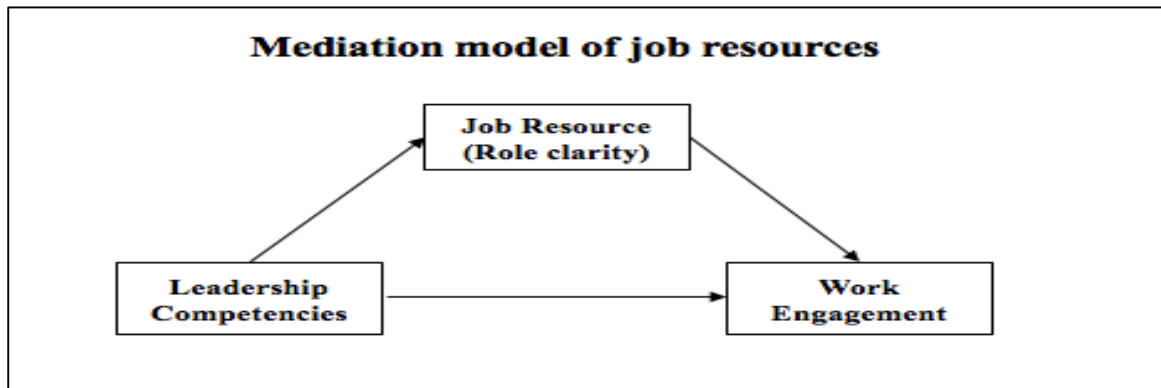 Mediation model of job resources
Job Resource
(Role clarity)
Leadership
Competencies
Work
Engagement